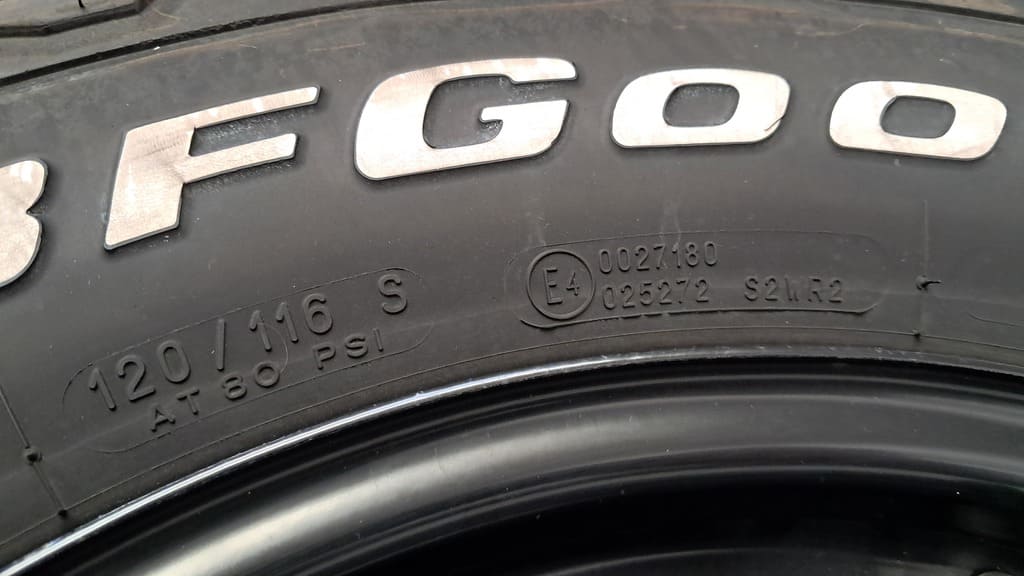 BFGOO
120/116 S
AT 80 PSI
E4
0027180
025272 S2WR2